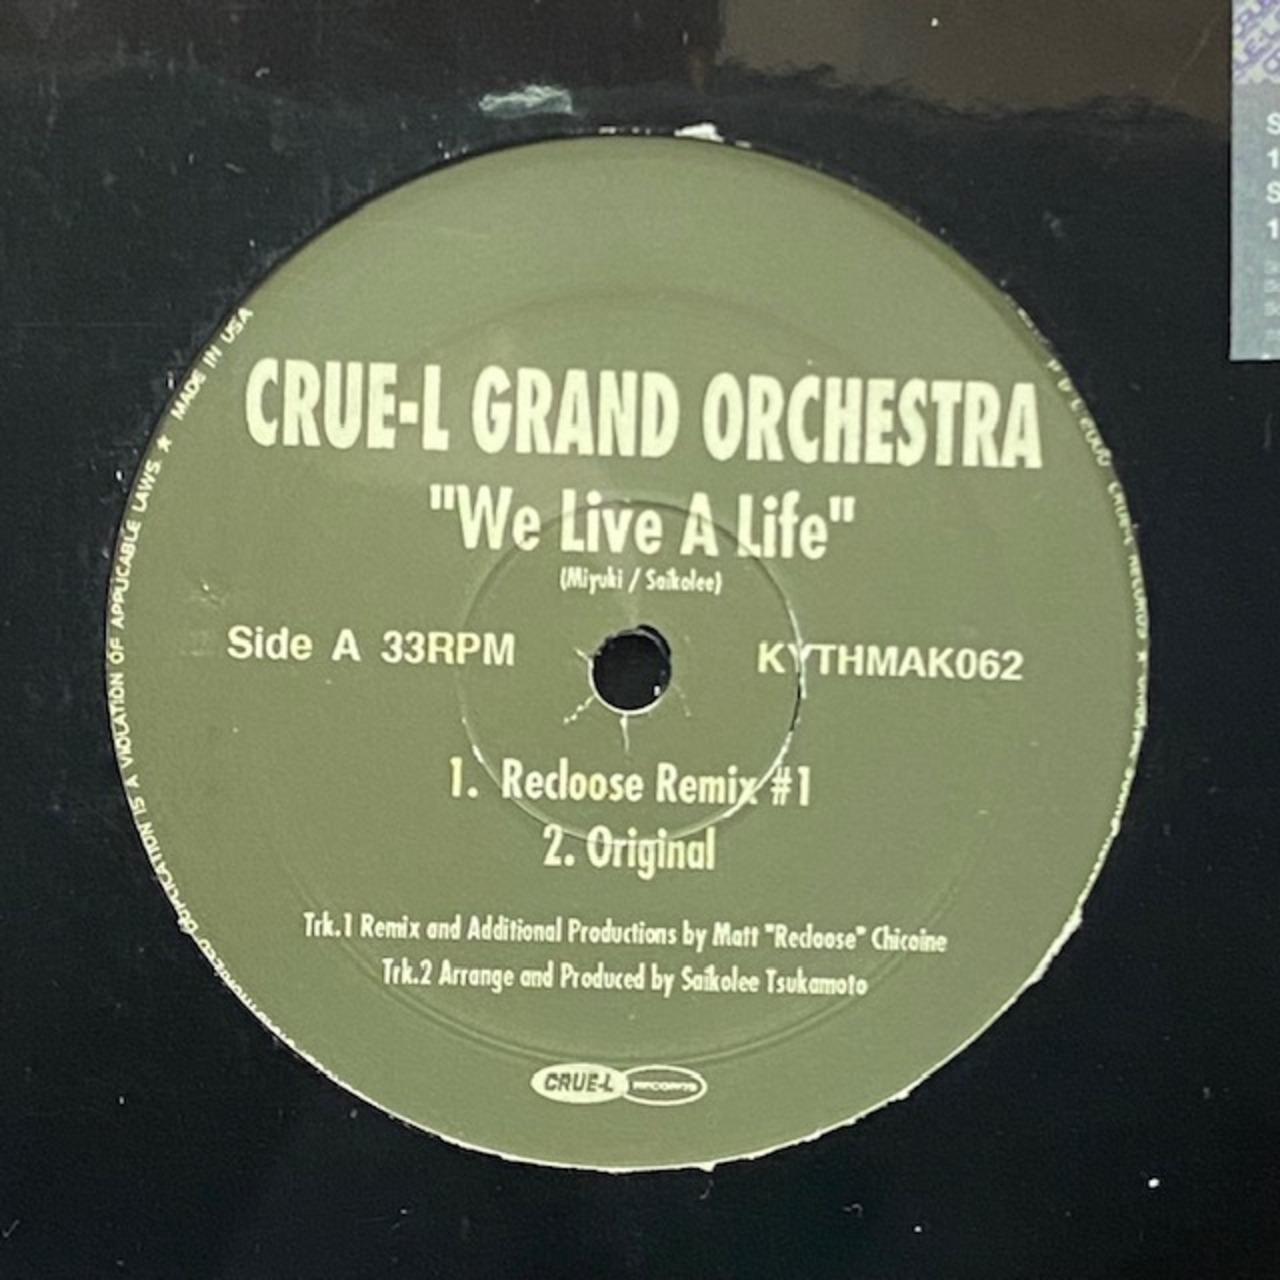 CRUE-L GRAND ORCHESTRA
"We Live A Life"
(Miyuki / Saikolee)
Side A 33RPM
KYTHMAK062
1. Recloose Remix #1
2. Original
Trk.1 Remix and Additional Productions by Matt "Recloose" Chicoine
Trk.2 Arrange and Produced by Saikolee Tsukamoto
CRUE-L RECORDS
DUPLICATION IS A VIOLATION OF APPLICABLE LAWS ★ MADE IN USA